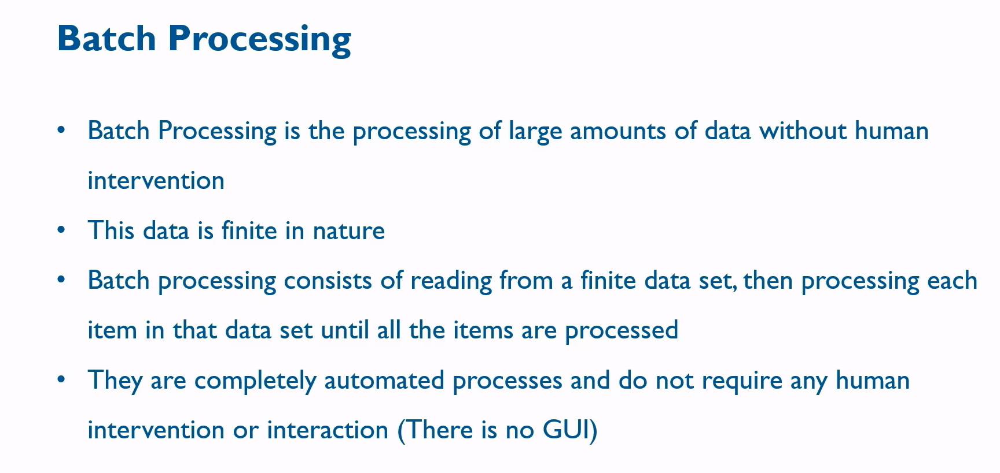 Batch Processing
• Batch Processing is the processing of large amounts of data without human
intervention
• This data is finite in nature
• Batch processing consists of reading from a finite data set, then processing each
item in that data set until all the items are processed
• They are completely automated processes and do not require any human
intervention or interaction (There is no GUI)